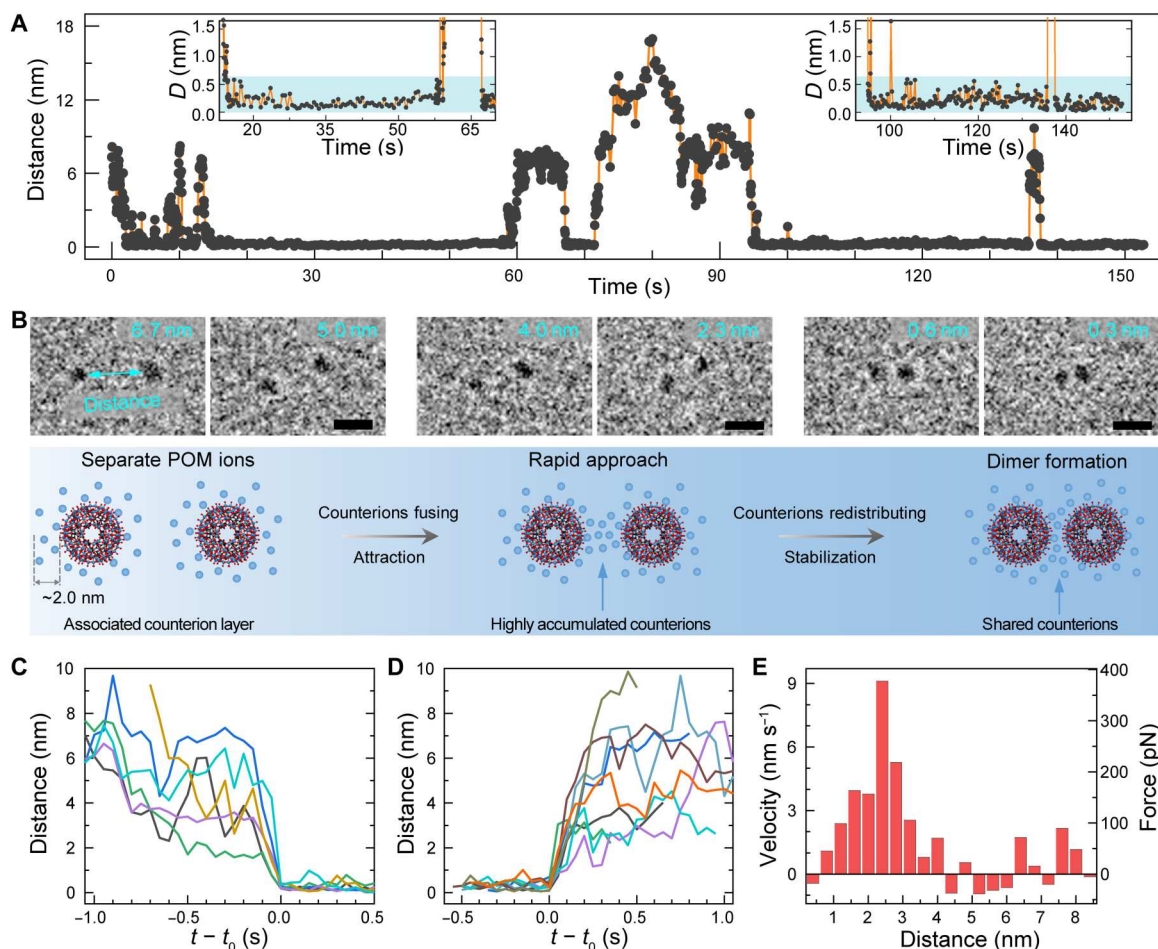 A
Distance (nm)
18
12
6
0
0
30
60
90
120
150
Time (s)
D (nm)
1.5
1.0
0.5
0.0
20
35
45
55
65
Time (s)
D (nm)
1.5
1.0
0.5
0.0
100
120
140
Time (s)
B
6.7 nm
5.0 nm
4.0 nm
2.3 nm
0.6 nm
0.3 nm
Distance
Separate POM ions
Rapid approach
Dimer formation
Counterions fusing
Attraction
Counterions redistributing
Stabilization
~2.0 nm
Associated counterion layer
Highly accumulated counterions
Shared counterions
C
Distance (nm)
10
8
6
4
2
0
−1.0
−0.5
0.0
0.5
t − t₀ (s)
D
Distance (nm)
10
8
6
4
2
0
−0.5
0.0
0.5
1.0
t − t₀ (s)
E
Velocity (nm s⁻¹)
9
6
3
0
400
300
200
100
0
Force (pN)
1 2 3 4 5 6 7 8
Distance (nm)